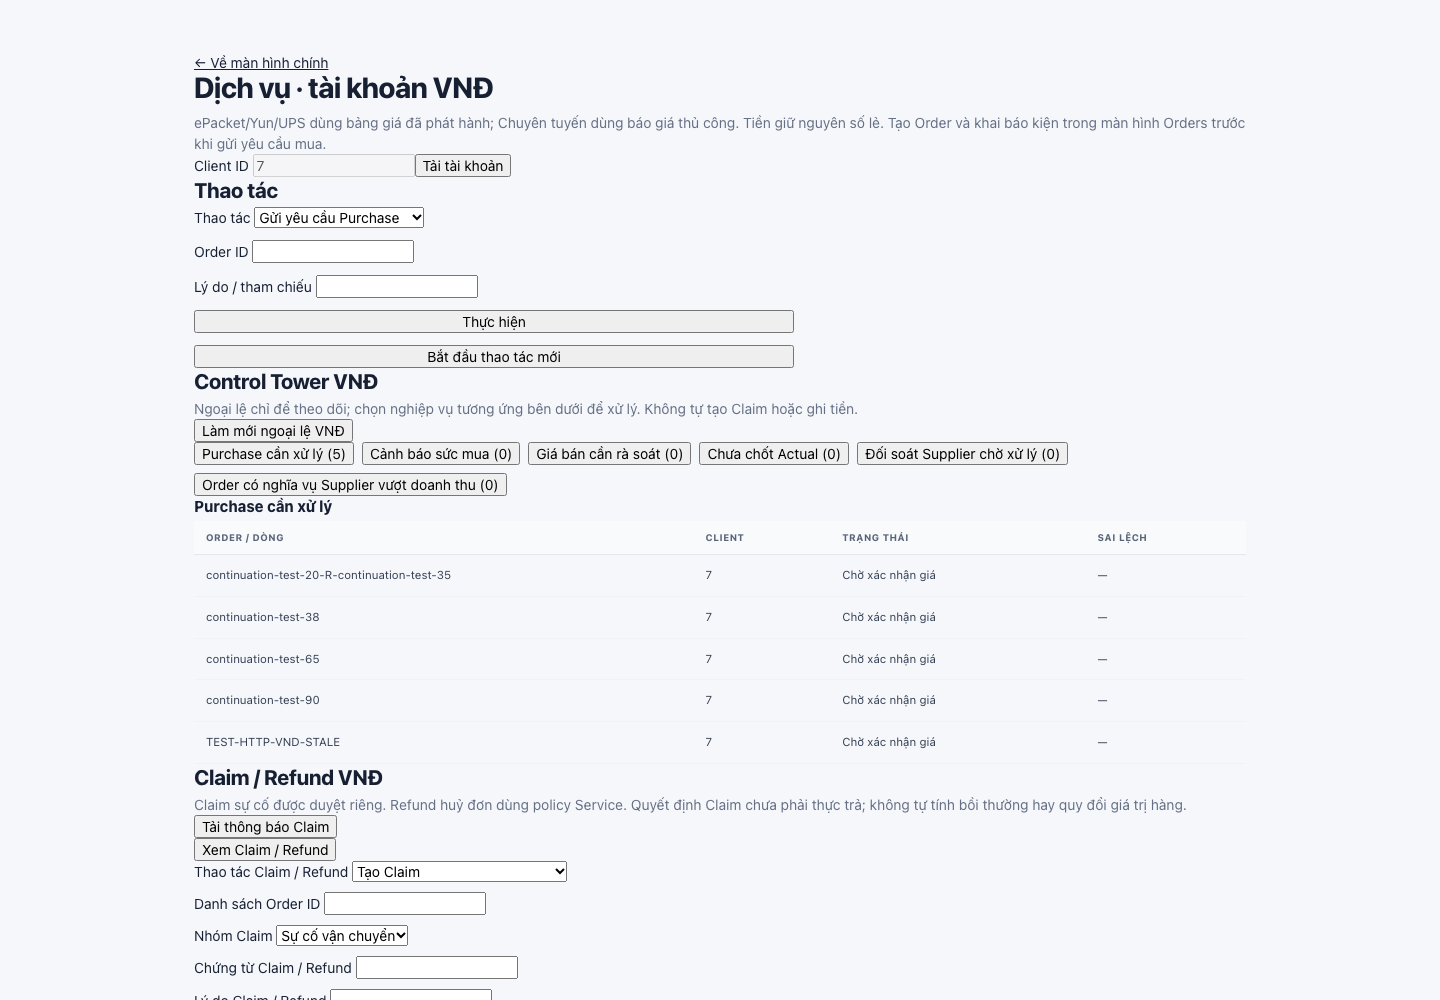 ← Về màn hình chính
Dịch vụ · tài khoản VNĐ
ePacket/Yun/UPS dùng bảng giá đã phát hành; Chuyên tuyến dùng báo giá thủ công. Tiền giữ nguyên số lẻ. Tạo Order và khai báo kiện trong màn hình Orders trước
khi gửi yêu cầu mua.
Client ID 7 Tải tài khoản
Thao tác
Thao tác Gửi yêu cầu Purchase
Order ID
Lý do / tham chiếu
Thực hiện
Bắt đầu thao tác mới
Control Tower VNĐ
Ngoại lệ chỉ để theo dõi; chọn nghiệp vụ tương ứng bên dưới để xử lý. Không tự tạo Claim hoặc ghi tiền.
Làm mới ngoại lệ VNĐ
Purchase cần xử lý (5) Cảnh báo sức mua (0) Giá bán cần rà soát (0) Chưa chốt Actual (0) Đối soát Supplier chờ xử lý (0)
Order có nghĩa vụ Supplier vượt doanh thu (0)
Purchase cần xử lý
ORDER / DÒNG CLIENT TRẠNG THÁI SAI LỆCH
continuation-test-20-R-continuation-test-35 7 Chờ xác nhận giá —
continuation-test-38 7 Chờ xác nhận giá —
continuation-test-65 7 Chờ xác nhận giá —
continuation-test-90 7 Chờ xác nhận giá —
TEST-HTTP-VND-STALE 7 Chờ xác nhận giá —
Claim / Refund VNĐ
Claim sự cố được duyệt riêng. Refund huỷ đơn dùng policy Service. Quyết định Claim chưa phải thực trả; không tự tính bồi thường hay quy đổi giá trị hàng.
Tải thông báo Claim
Xem Claim / Refund
Thao tác Claim / Refund Tạo Claim
Danh sách Order ID
Nhóm Claim Sự cố vận chuyển
Chứng từ Claim / Refund
Lý do Claim / Refund